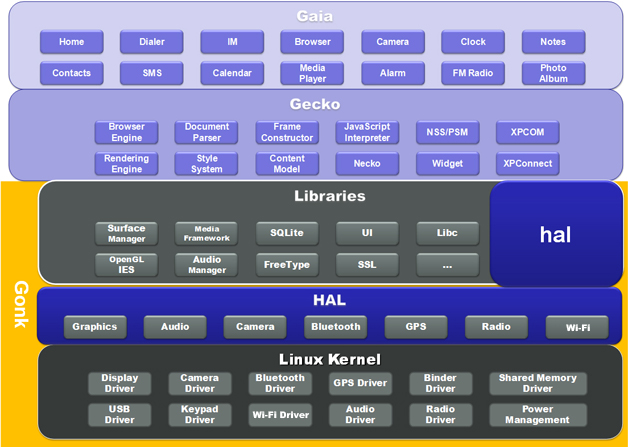 Gaia
Home Dialer IM Browser Camera Clock Notes
Contacts SMS Calendar Media Player Alarm FM Radio Photo Album
Gecko
Browser Engine Document Parser Frame Constructor JavaScript Interpreter NSS/PSM XPCOM
Rendering Engine Style System Content Model Necko Widget XPConnect
Gonk
Libraries
Surface Manager Media Framework SQLite UI Libc
OpenGL IES Audio Manager FreeType SSL ...
hal
HAL
Graphics Audio Camera Bluetooth GPS Radio Wi-Fi
Linux Kernel
Display Driver Camera Driver Bluetooth Driver GPS Driver Binder Driver Shared Memory Driver
USB Driver Keypad Driver Wi-Fi Driver Audio Driver Radio Driver Power Management